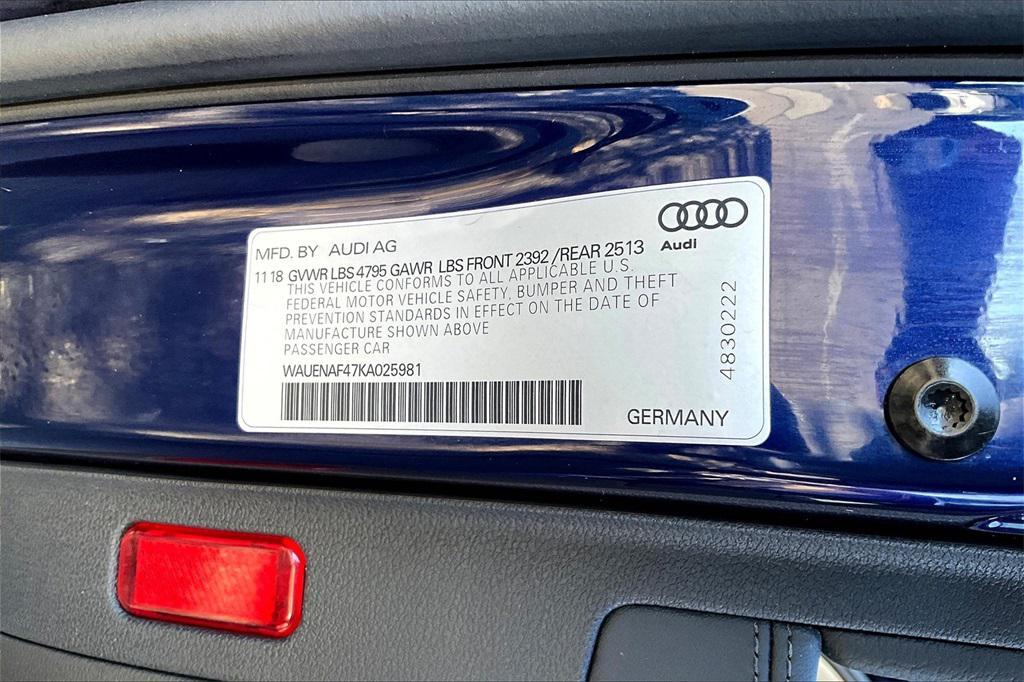 MFD. BY AUDI AG
Audi
11 18 GVWR LBS 4795 GAWR LBS FRONT 2392 /REAR 2513
THIS VEHICLE CONFORMS TO ALL APPLICABLE U.S.
FEDERAL MOTOR VEHICLE SAFETY, BUMPER AND THEFT
PREVENTION STANDARDS IN EFFECT ON THE DATE OF
MANUFACTURE SHOWN ABOVE
PASSENGER CAR
WAUENAF47KA025981
4830222
GERMANY